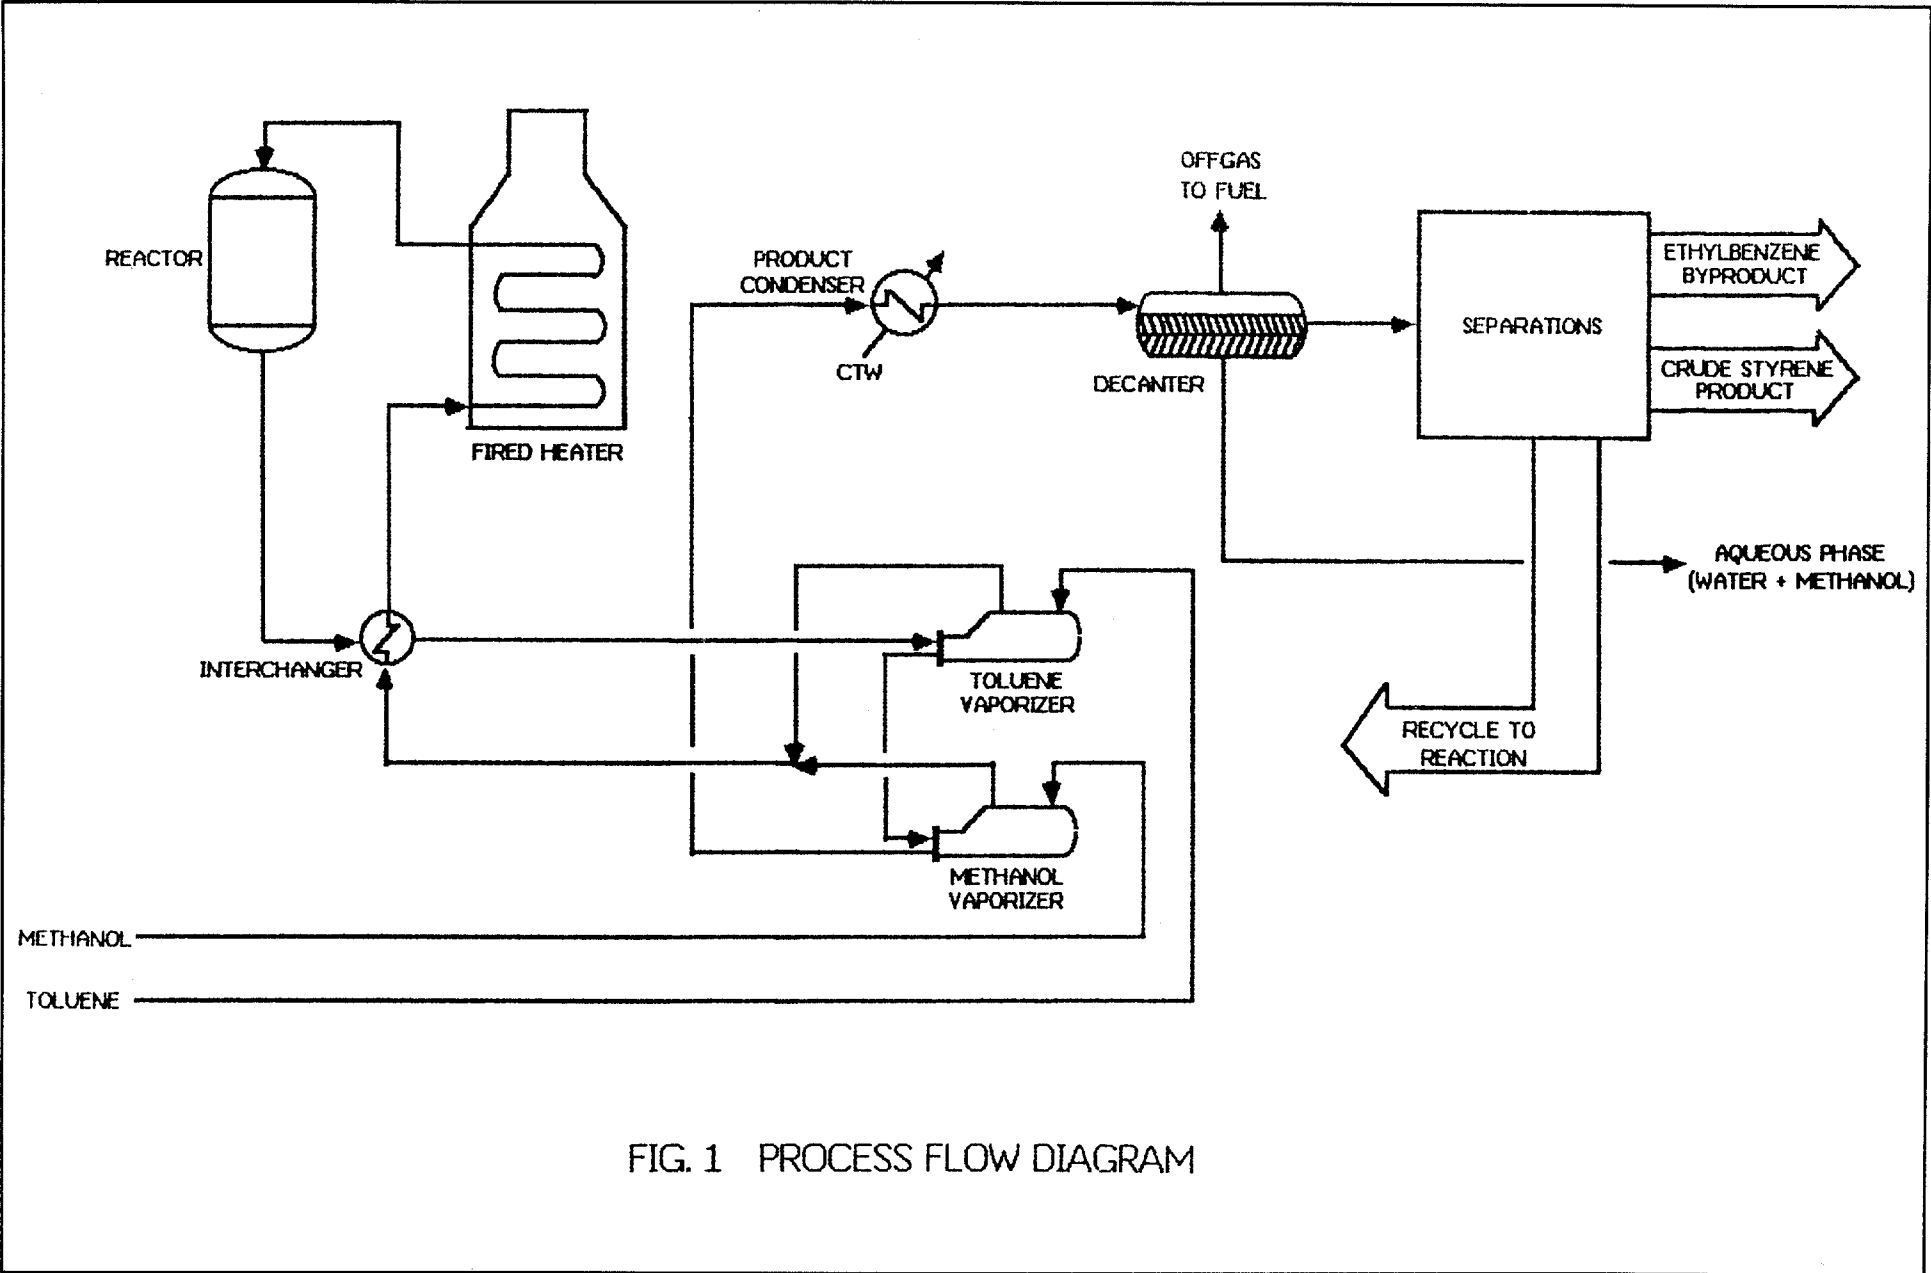 OFFGAS
TO FUEL
REACTOR
PRODUCT
CONDENSER
ETHYLBENZENE
BYPRODUCT
SEPARATIONS
CTW
DECANTER
CRUDE STYRENE
PRODUCT
FIRED HEATER
AQUEOUS PHASE
(WATER + METHANOL)
INTERCHANGER
TOLUENE
VAPORIZER
RECYCLE TO
REACTION
METHANOL
VAPORIZER
METHANOL
TOLUENE
FIG. 1 PROCESS FLOW DIAGRAM